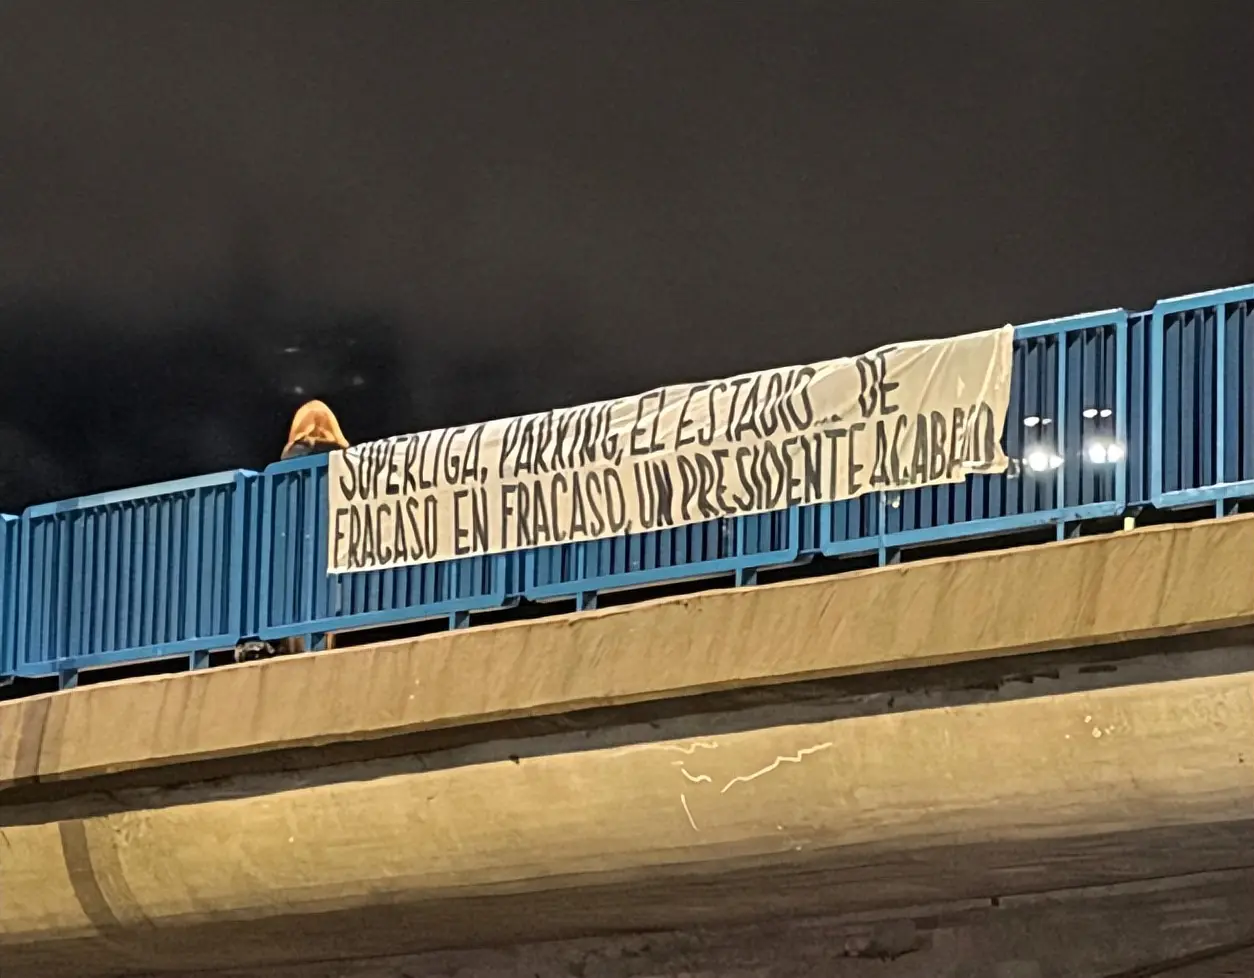 SUPERLIGA, PARKING, EL ESTADIO... DE
FRACASO EN FRACASO, UN PRESIDENTE ACABADO